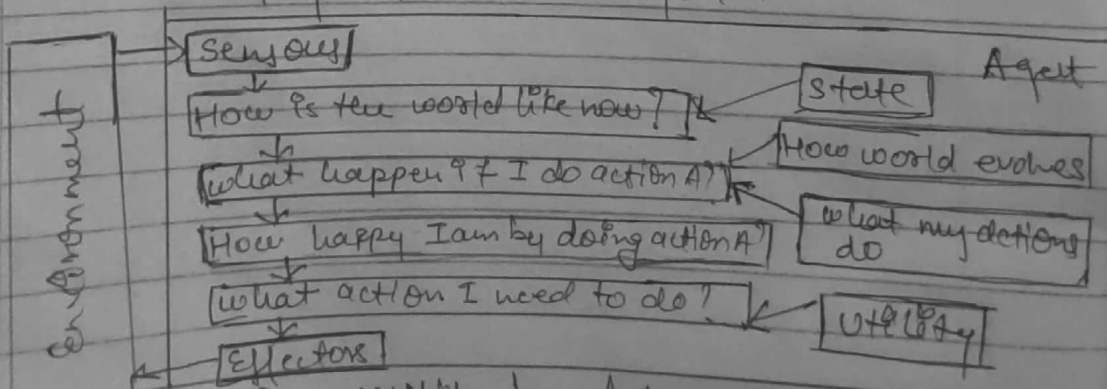 Sensors
Agent
How is the world like now?
State
How world evolves
What happen if I do action A?
What my actions
do
How happy I am by doing action A?
What action I need to do?
Utility
Effectors
environment